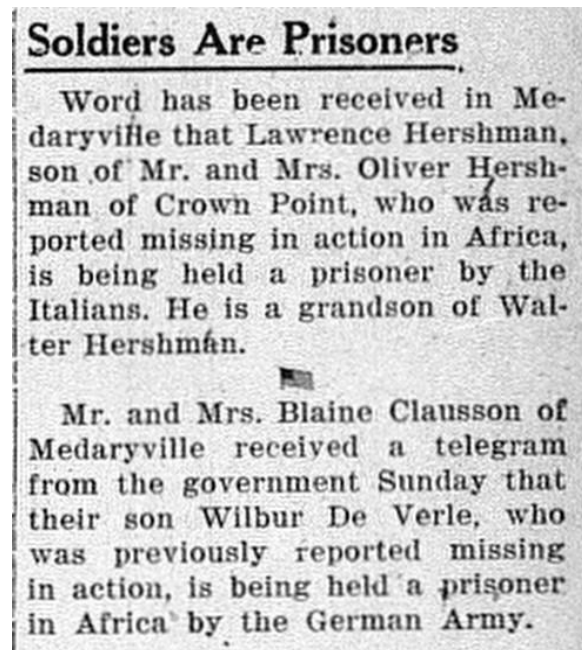 Soldiers Are Prisoners
Word has been received in Me-
daryville that Lawrence Hershman,
son of Mr. and Mrs. Oliver Hersh-
man of Crown Point, who was re-
ported missing in action in Africa,
is being held a prisoner by the
Italians. He is a grandson of Wal-
ter Hershman.
Mr. and Mrs. Blaine Clausson of
Medaryville received a telegram
from the government Sunday that
their son Wilbur De Verle, who
was previously reported missing
in action, is being held a prisoner
in Africa by the German Army.